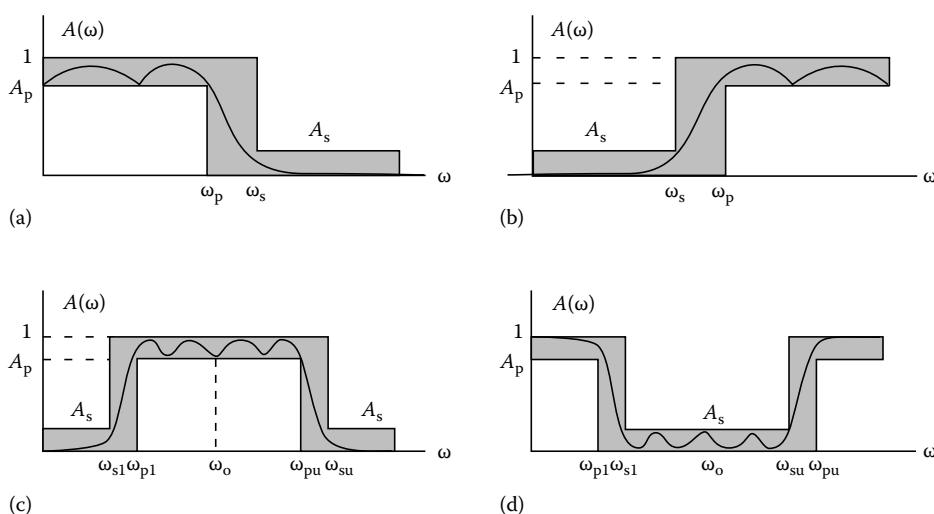 A(ω)
1
A_p
A_s
ω_p ω_s ω
(a)
A(ω)
1
A_p
A_s
ω_s ω_p ω
(b)
A(ω)
1
A_p
A_s A_s
ω_s1 ω_p1 ω_o ω_pu ω_su ω
(c)
A(ω)
1
A_p
A_s
ω_p1 ω_s1 ω_o ω_su ω_pu ω
(d)